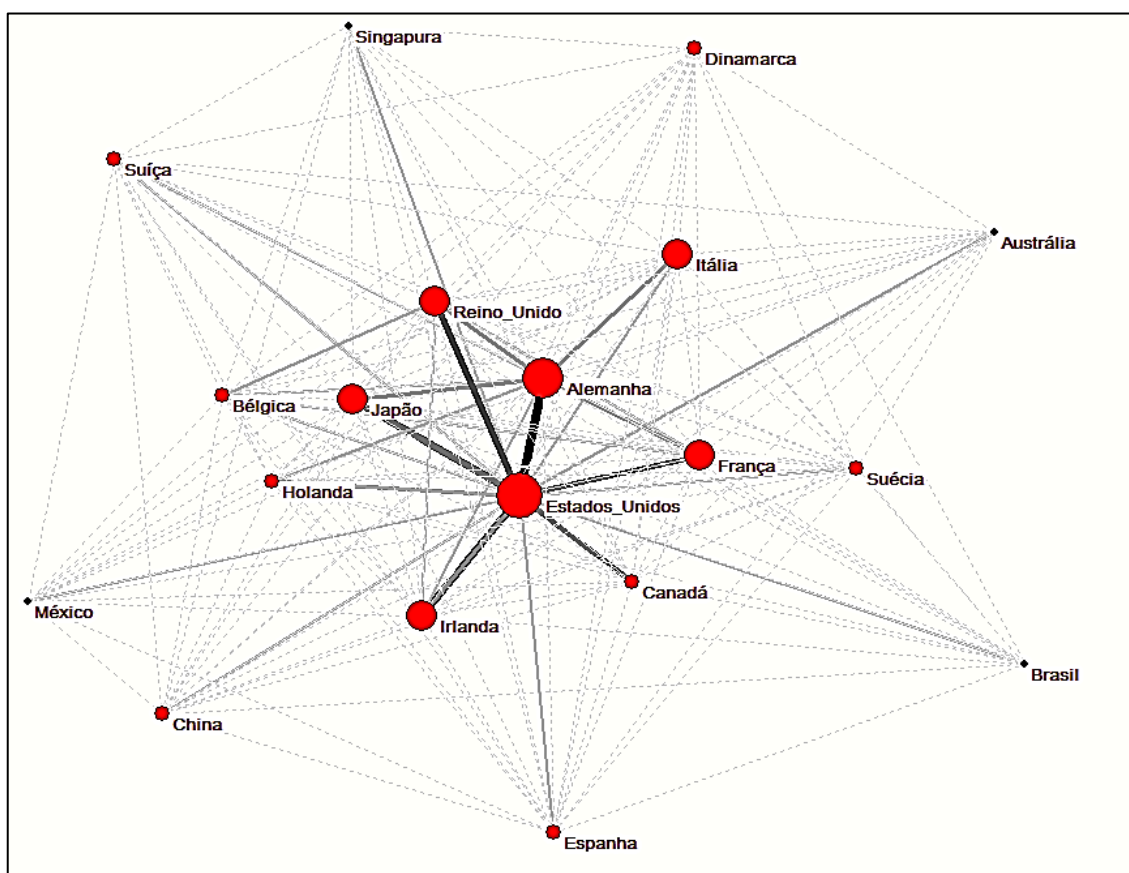 Singapura
Dinamarca
Suíça
Austrália
Itália
Reino_Unido
Alemanha
Bélgica
Japão
França
Suécia
Holanda
Estados_Unidos
Canadá
México
Irlanda
Brasil
China
Espanha